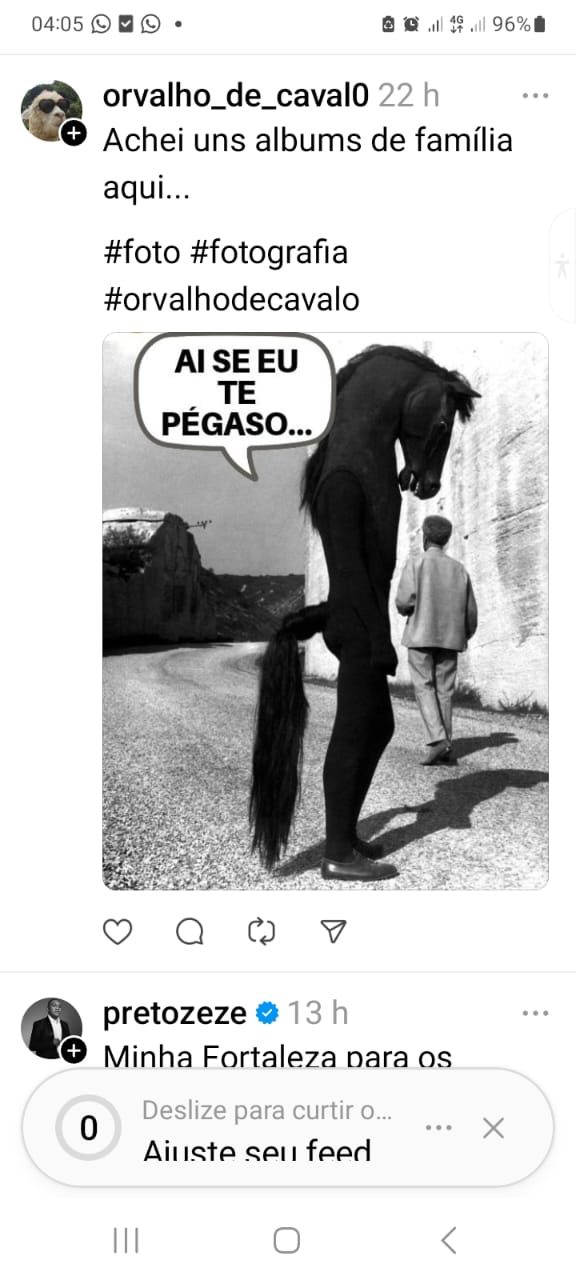 04:05 4G 96%
orvalho_de_caval0 22 h
Achei uns albums de família
aqui...
#foto #fotografia
#orvalhodecavalo
AI SE EU
TE
PÉGASO...
pretozeze 13 h
Minha Fortaleza para os
0
Deslize para curtir o...
Ajuste seu feed